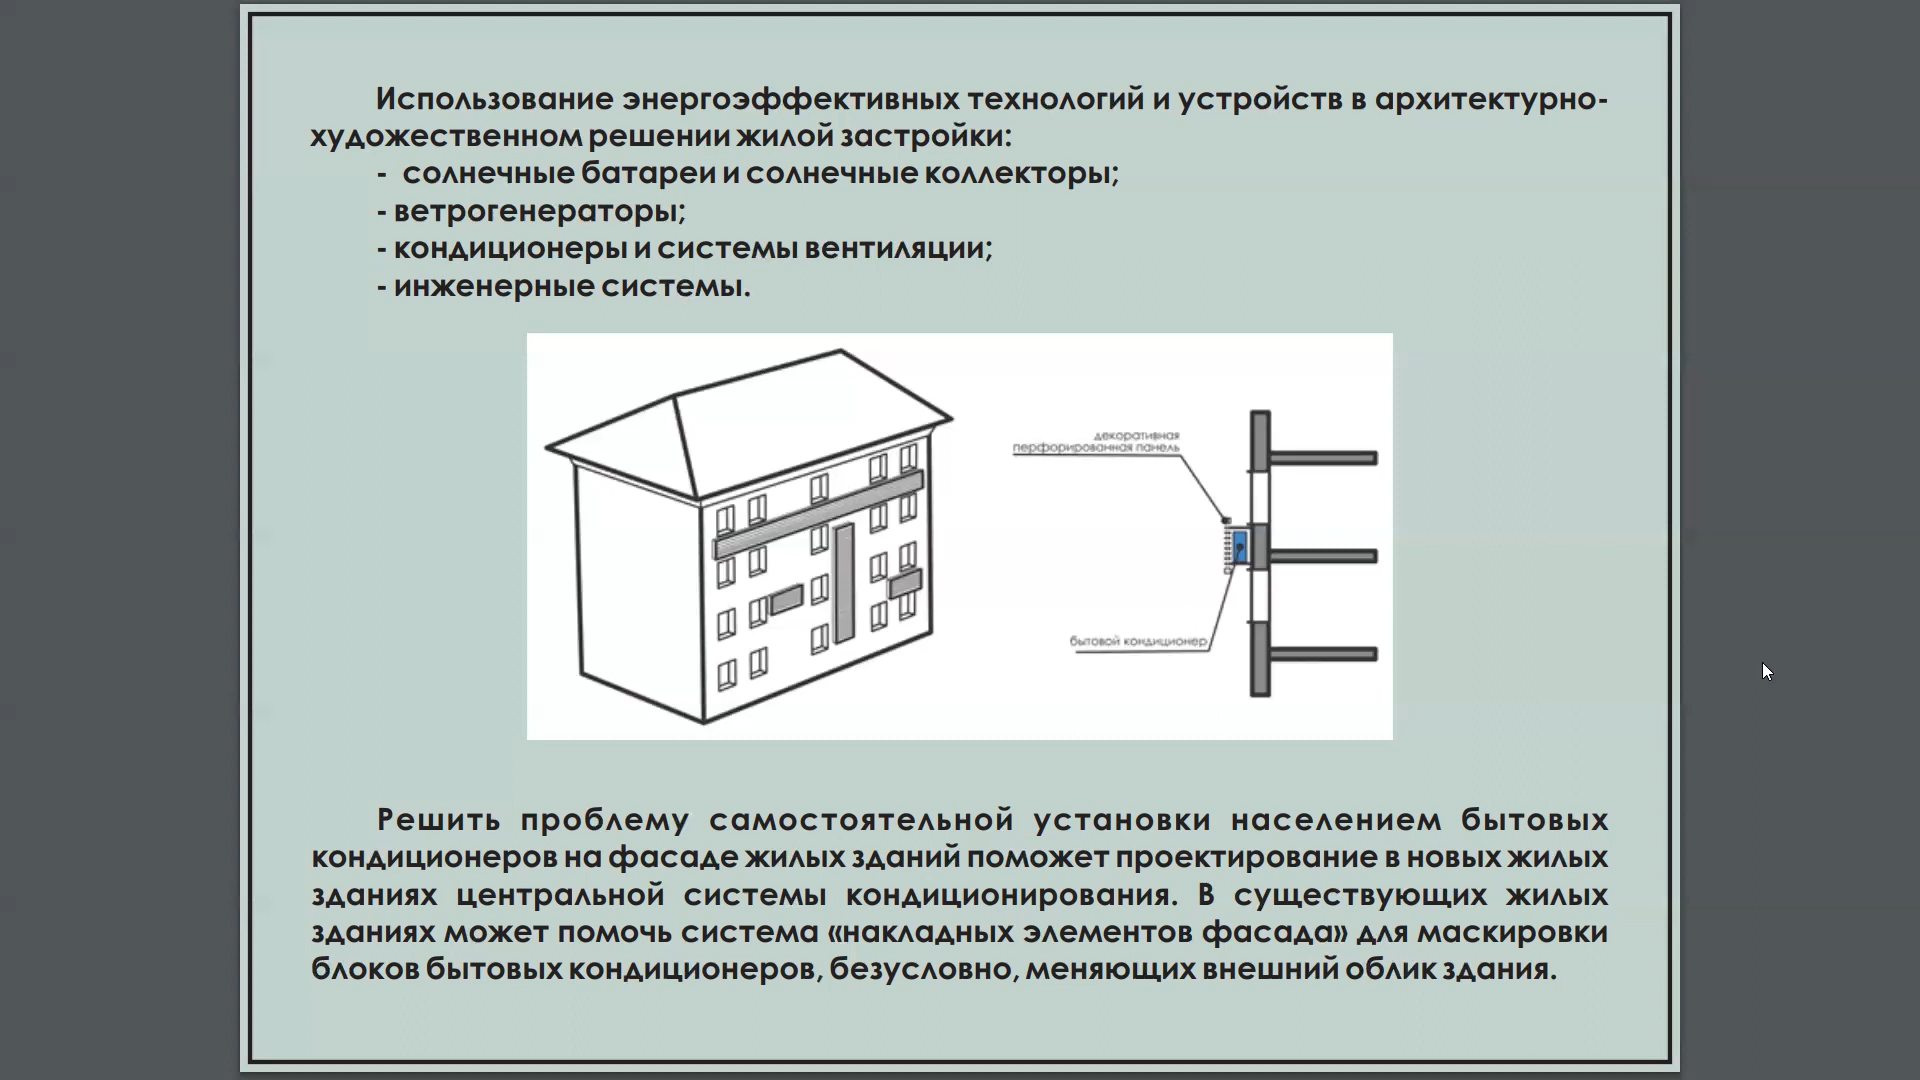 Использование энергоэффективных технологий и устройств в архитектурно-
художественном решении жилой застройки:
- солнечные батареи и солнечные коллекторы;
- ветрогенераторы;
- кондиционеры и системы вентиляции;
- инженерные системы.
декоративная
перфорированная панель
бытовой кондиционер
Решить проблему самостоятельной установки населением бытовых
кондиционеров на фасаде жилых зданий поможет проектирование в новых жилых
зданиях центральной системы кондиционирования. В существующих жилых
зданиях может помочь система «накладных элементов фасада» для маскировки
блоков бытовых кондиционеров, безусловно, меняющих внешний облик здания.